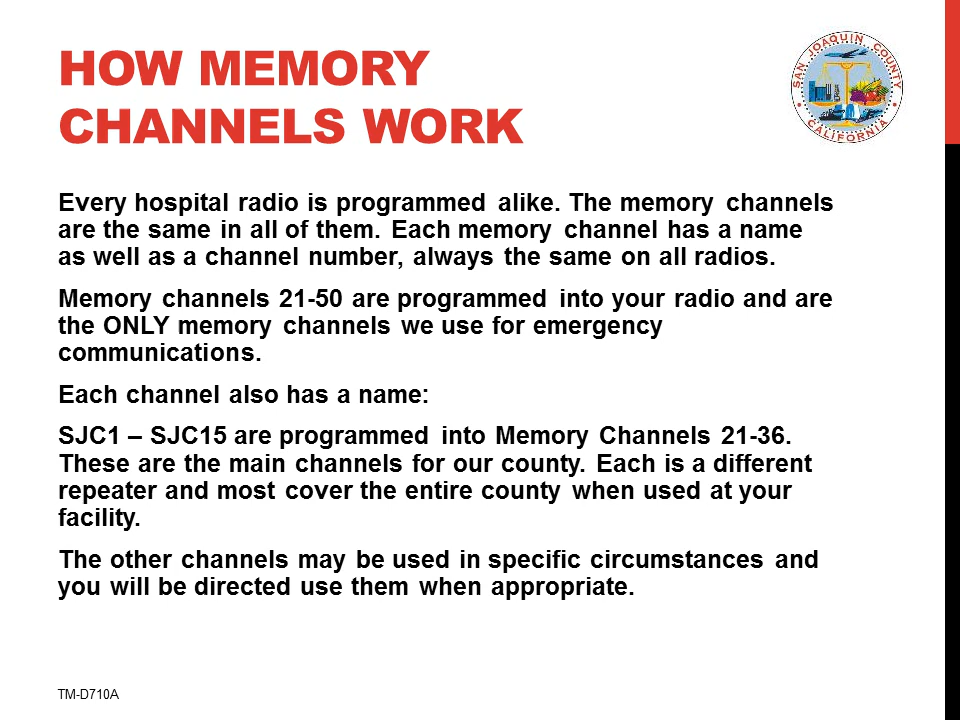 HOW MEMORY
CHANNELS WORK
SAN JOAQUIN COUNTY
CALIFORNIA
Every hospital radio is programmed alike. The memory channels
are the same in all of them. Each memory channel has a name
as well as a channel number, always the same on all radios.
Memory channels 21-50 are programmed into your radio and are
the ONLY memory channels we use for emergency
communications.
Each channel also has a name:
SJC1 – SJC15 are programmed into Memory Channels 21-36.
These are the main channels for our county. Each is a different
repeater and most cover the entire county when used at your
facility.
The other channels may be used in specific circumstances and
you will be directed use them when appropriate.
TM-D710A